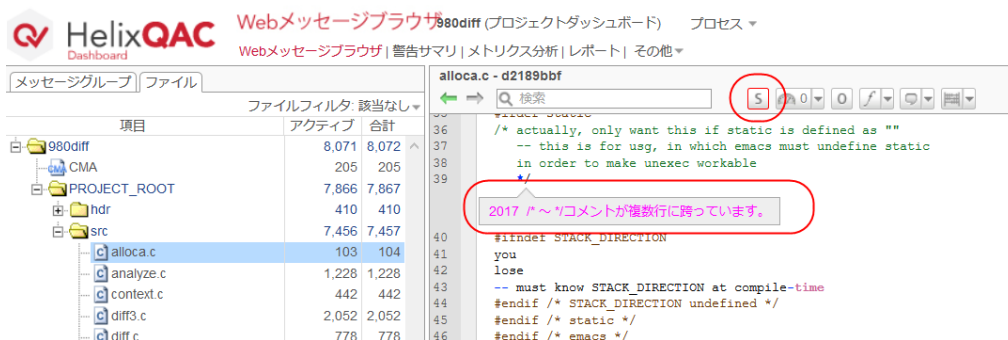 HelixQAC
Dashboard
Webメッセージブラウザ
980diff (プロジェクトダッシュボード)
プロセス
Webメッセージブラウザ | 警告サマリ | メトリクス分析 | レポート | その他
メッセージグループ ファイル
ファイルフィルタ: 該当なし
項目 アクティブ 合計
980diff 8,071 8,072
CMA 205 205
PROJECT_ROOT 7,866 7,867
hdr 410 410
src 7,456 7,457
alloca.c 103 104
analyze.c 1,228 1,228
context.c 442 442
diff3.c 2,052 2,052
diff.c 778 778
alloca.c - d2189bbf
検索
S 0 O f
35 #ifdef static
36 /* actually, only want this if static is defined as ""
37 -- this is for usg, in which emacs must undefine static
38 in order to make unexec workable
39 */
2017 /* ～ */コメントが複数行に跨っています。
40 #ifndef STACK_DIRECTION
41 you
42 lose
43 -- must know STACK_DIRECTION at compile-time
44 #endif /* STACK_DIRECTION undefined */
45 #endif /* static */
46 #endif /* emacs */